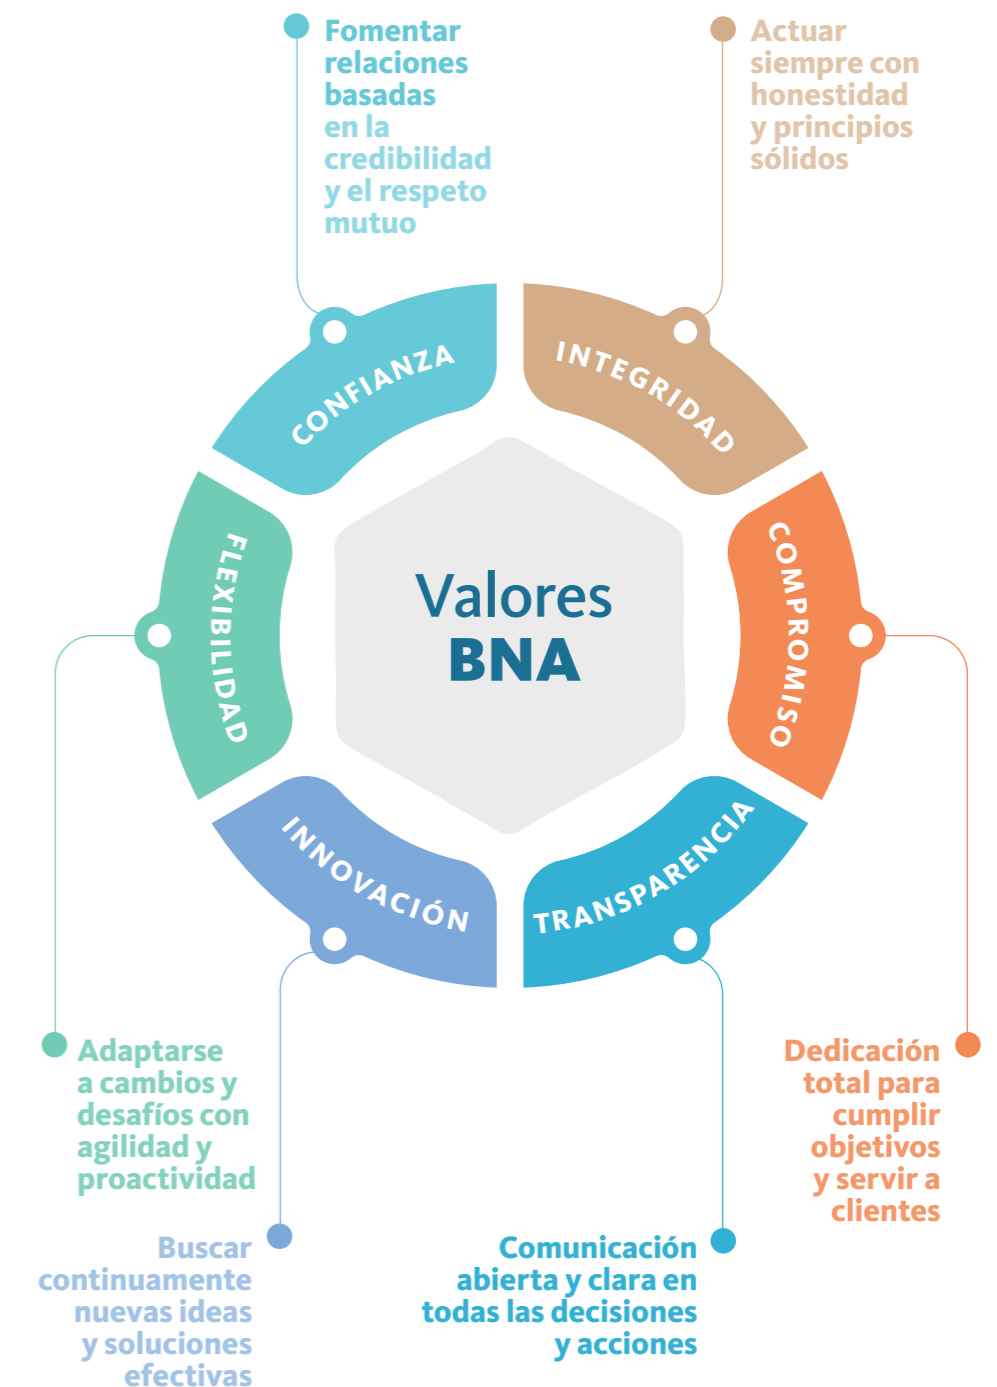 Fomentar
relaciones
basadas
en la
credibilidad
y el respeto
mutuo
Actuar
siempre con
honestidad
y principios
sólidos
CONFIANZA
INTEGRIDAD
FLEXIBILIDAD
COMPROMISO
Valores
BNA
INNOVACIÓN
TRANSPARENCIA
Adaptarse
a cambios y
desafíos con
agilidad y
proactividad
Dedicación
total para
cumplir
objetivos
y servir a
clientes
Buscar
continuamente
nuevas ideas
y soluciones
efectivas
Comunicación
abierta y clara en
todas las decisiones
y acciones